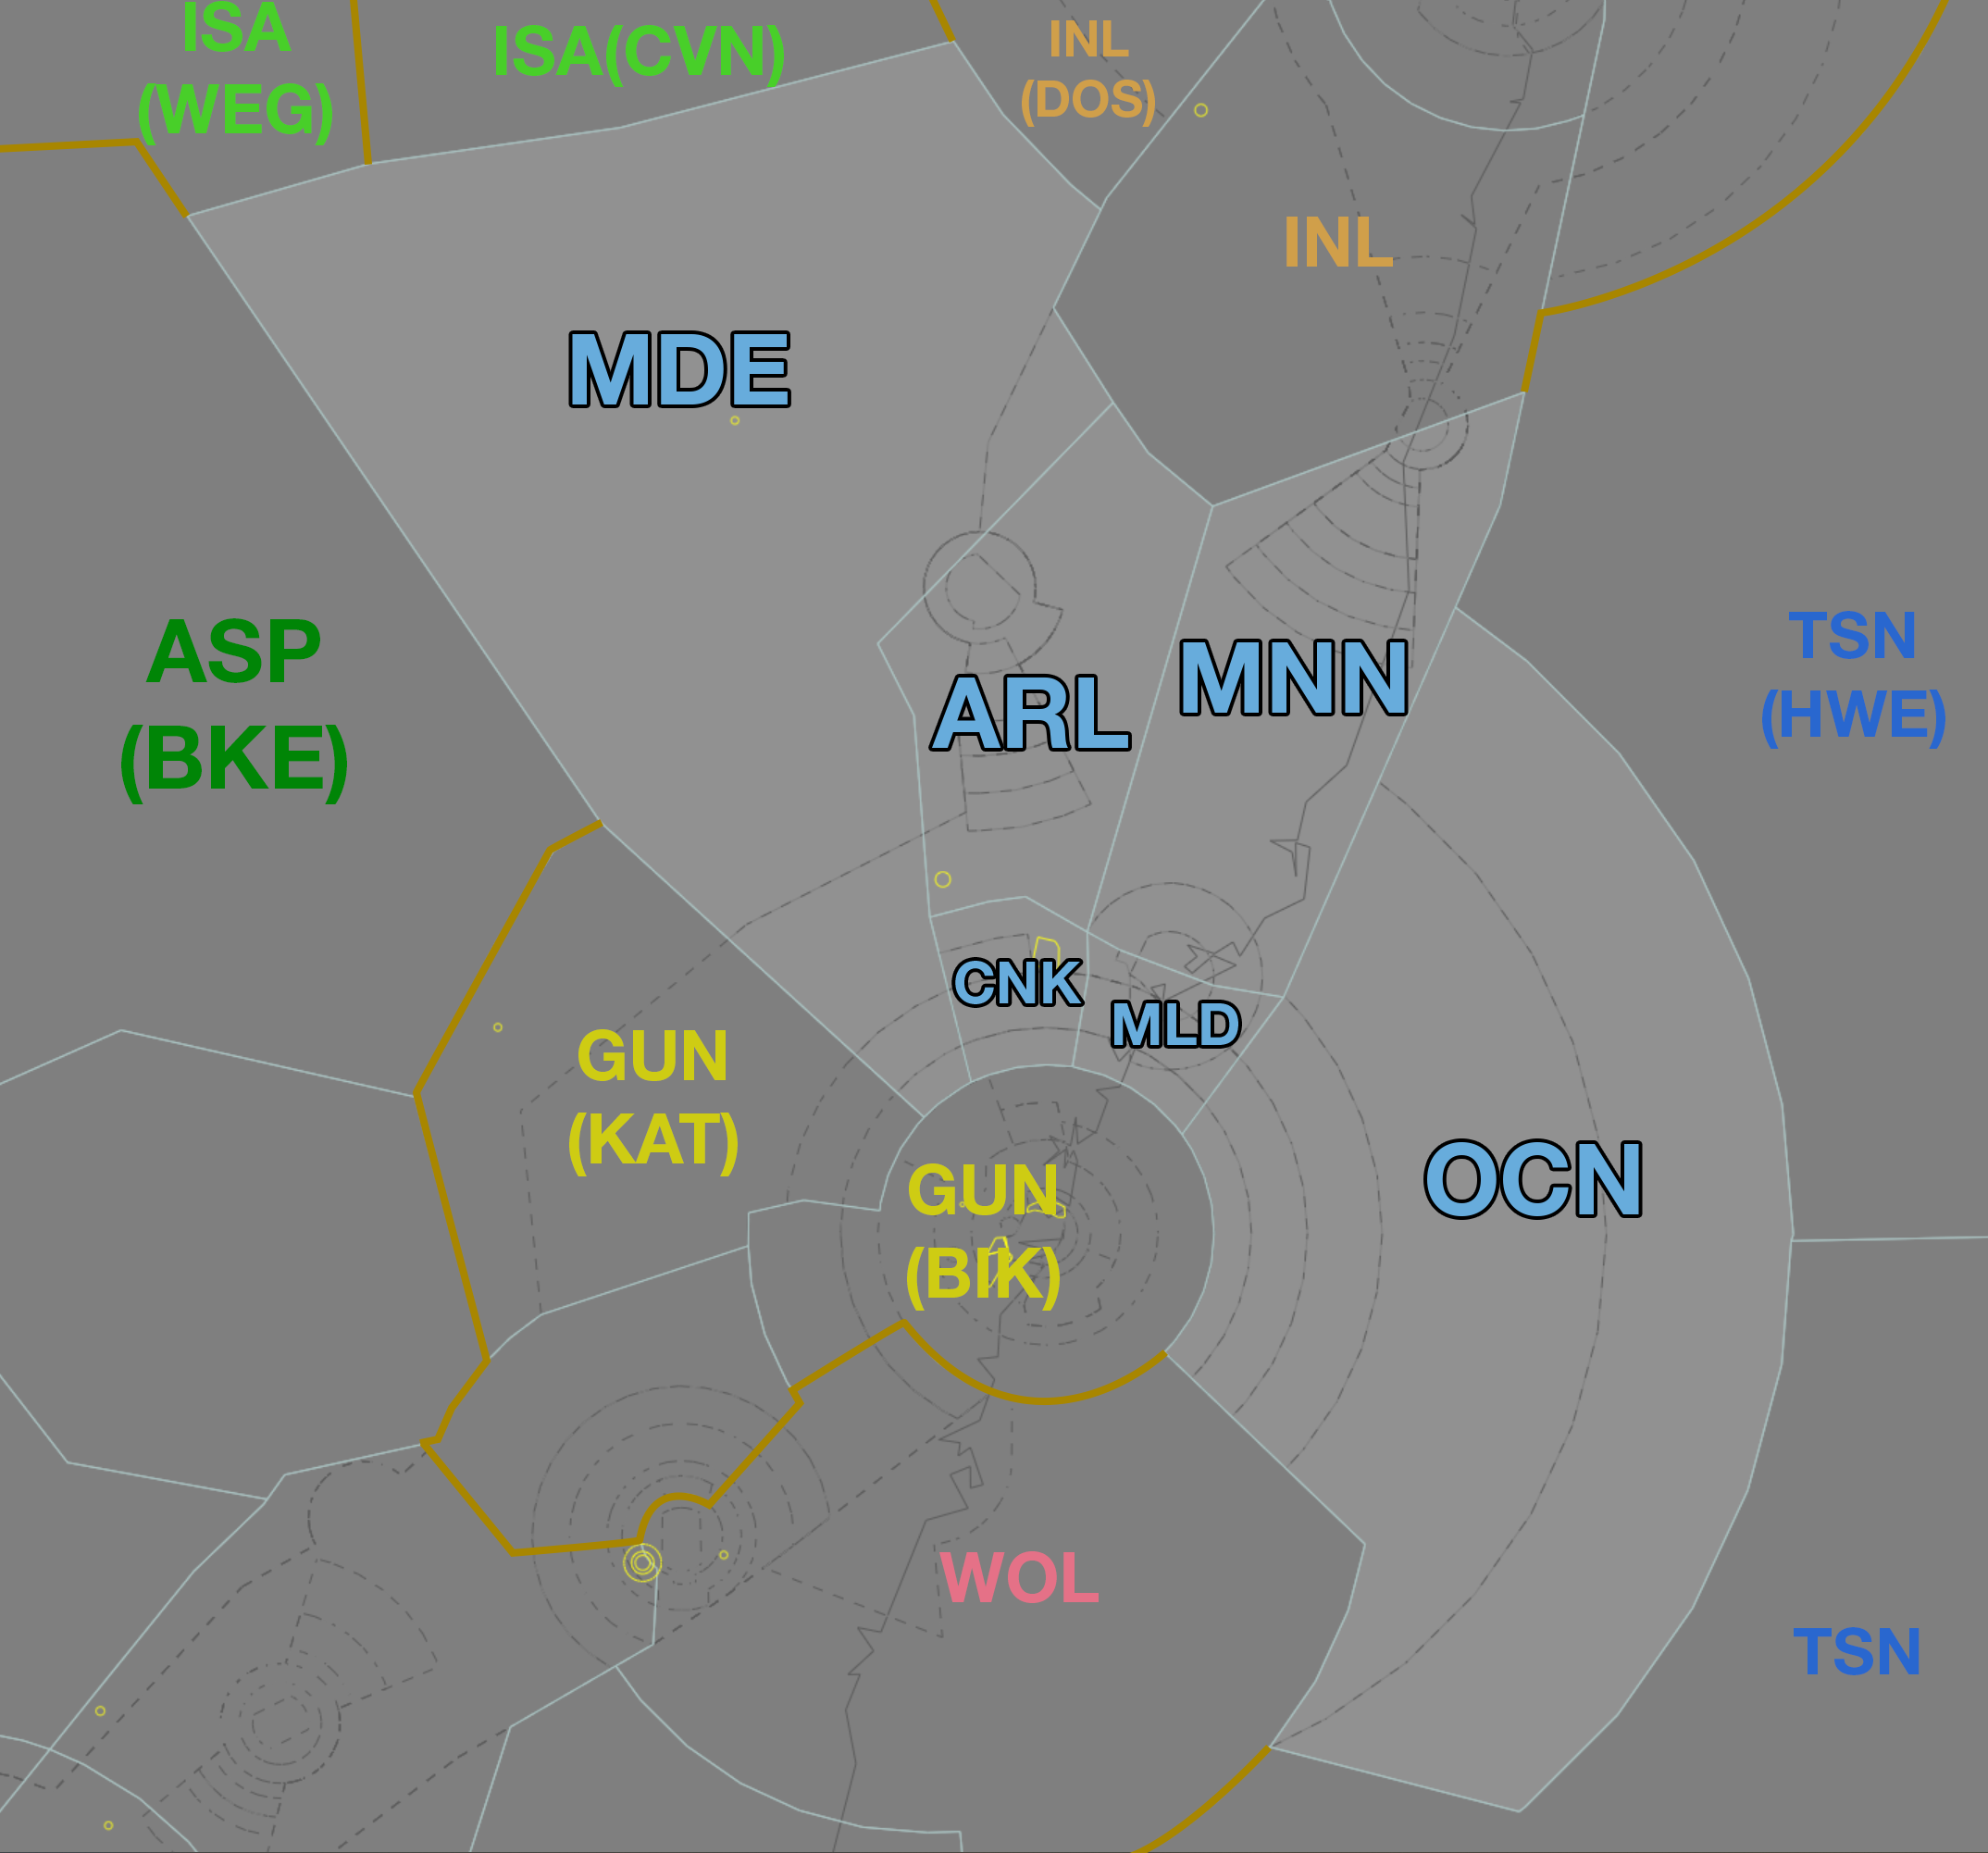 ISA
(WEG)
ISA(CVN)
INL
(DOS)
INL
MDE
ASP
(BKE)
ARL
MNN
TSN
(HWE)
CNK
MLD
GUN
(KAT)
GUN
(BIK)
OCN
WOL
TSN